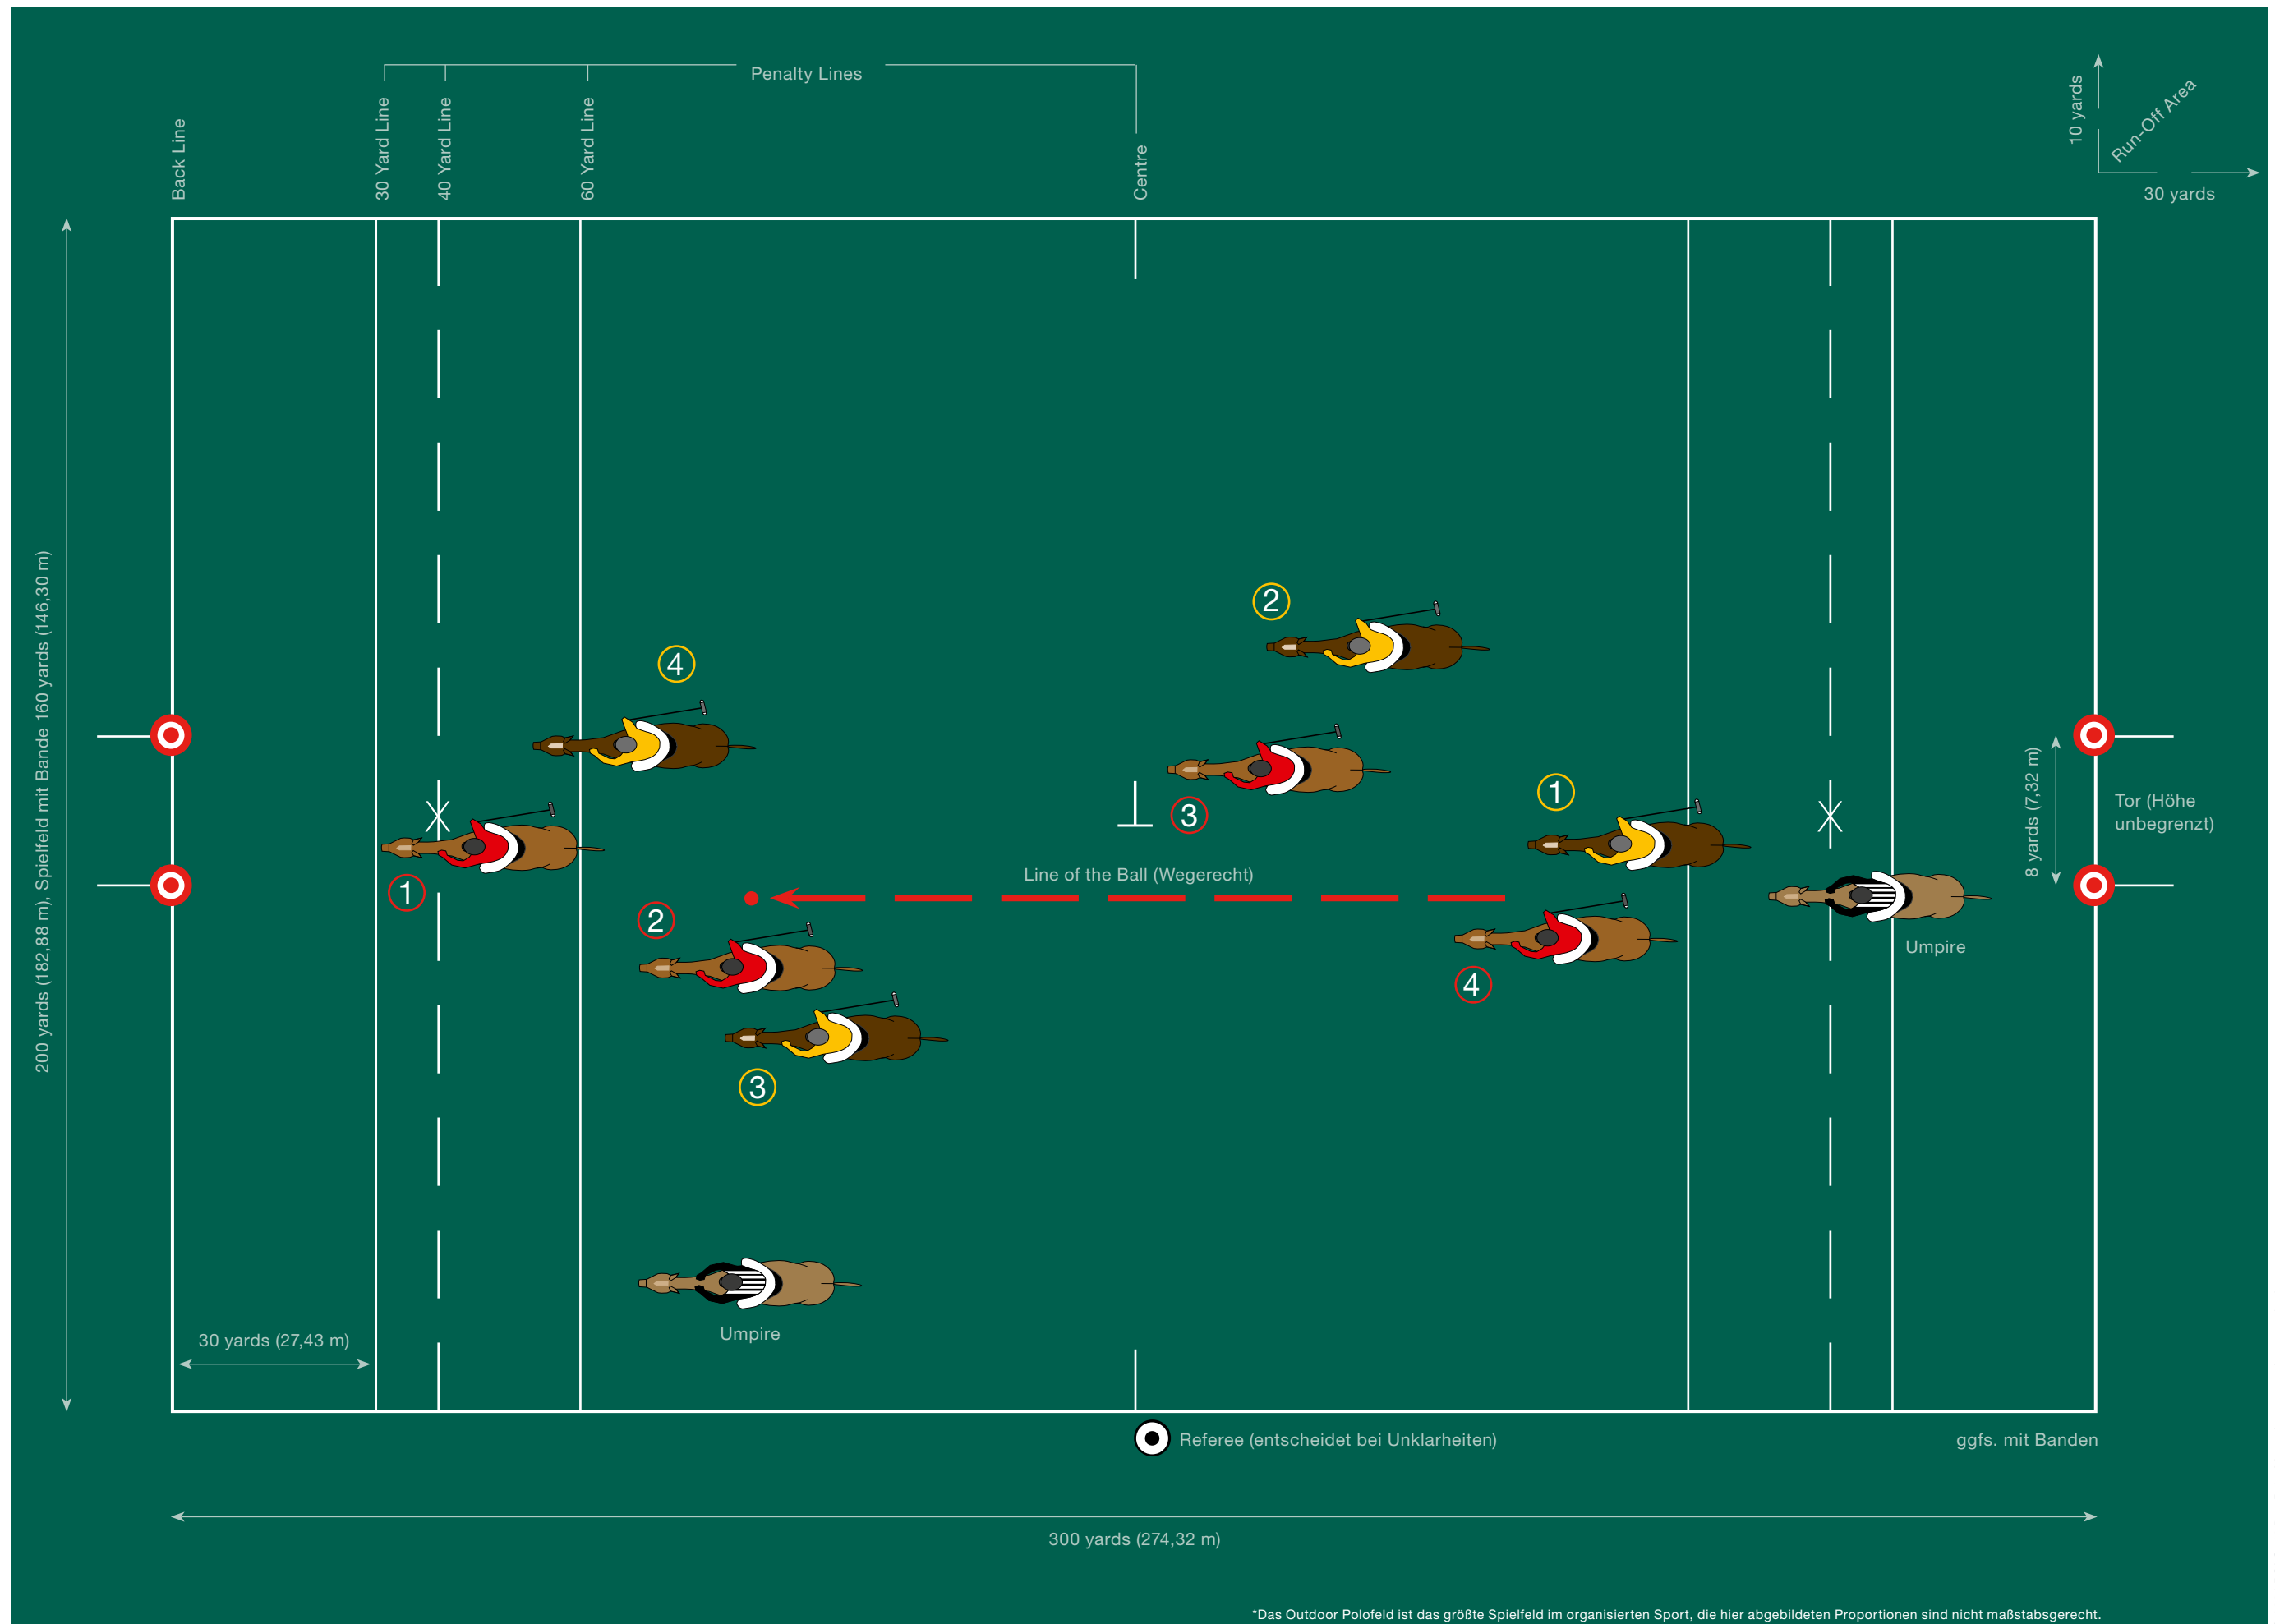 Penalty Lines
Back Line
30 Yard Line
40 Yard Line
60 Yard Line
Centre
10 yards
Run-Off Area
30 yards
200 yards (182,88 m), Spielfeld mit Bande 160 yards (146,30 m)
2
4
3
1
8 yards (7,32 m)
Tor (Höhe
unbegrenzt)
Line of the Ball (Wegerecht)
1
2
Umpire
4
3
30 yards (27,43 m)
Umpire
Referee (entscheidet bei Unklarheiten)
ggfs. mit Banden
300 yards (274,32 m)
*Das Outdoor Polofeld ist das größte Spielfeld im organisierten Sport, die hier abgebildeten Proportionen sind nicht maßstabsgerecht.